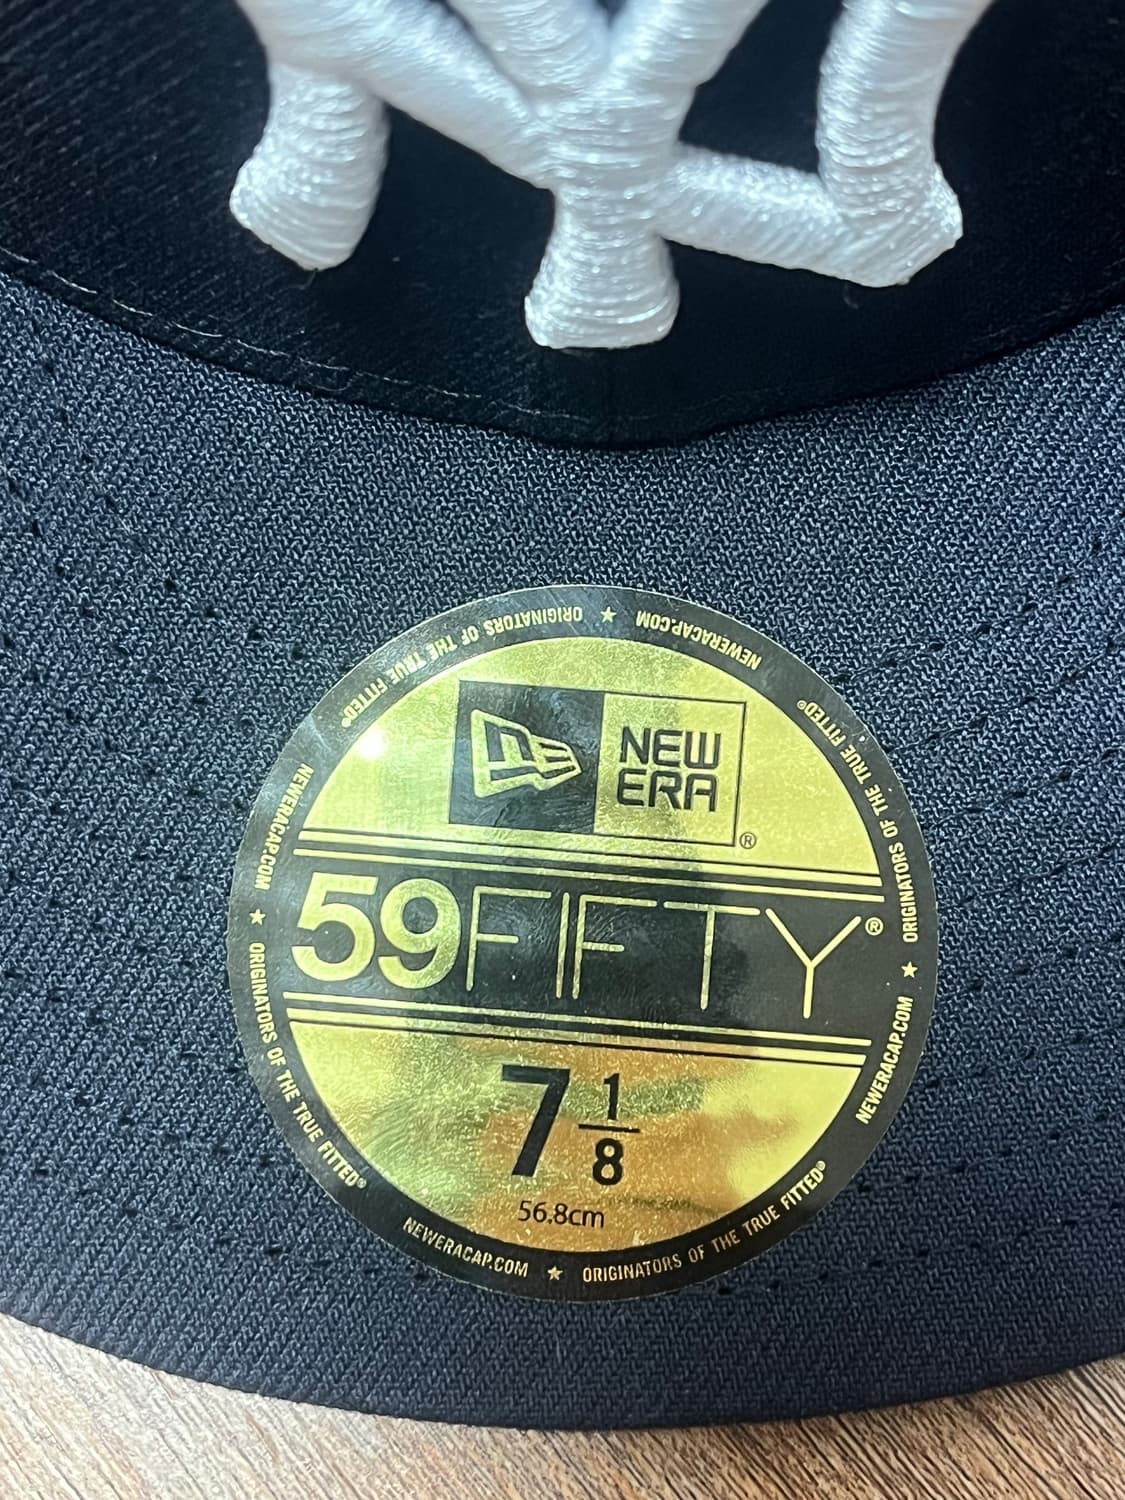 NEW
ERA
®
59FIFTY®
7 1/8
56.8cm
NEWERACAP.COM ★ ORIGINATORS OF THE TRUE FITTED®
NEWERACAP.COM ★ ORIGINATORS OF THE TRUE FITTED®
NEWERACAP.COM ★ ORIGINATORS OF THE TRUE FITTED®
NEWERACAP.COM ★ ORIGINATORS OF THE TRUE FITTED®